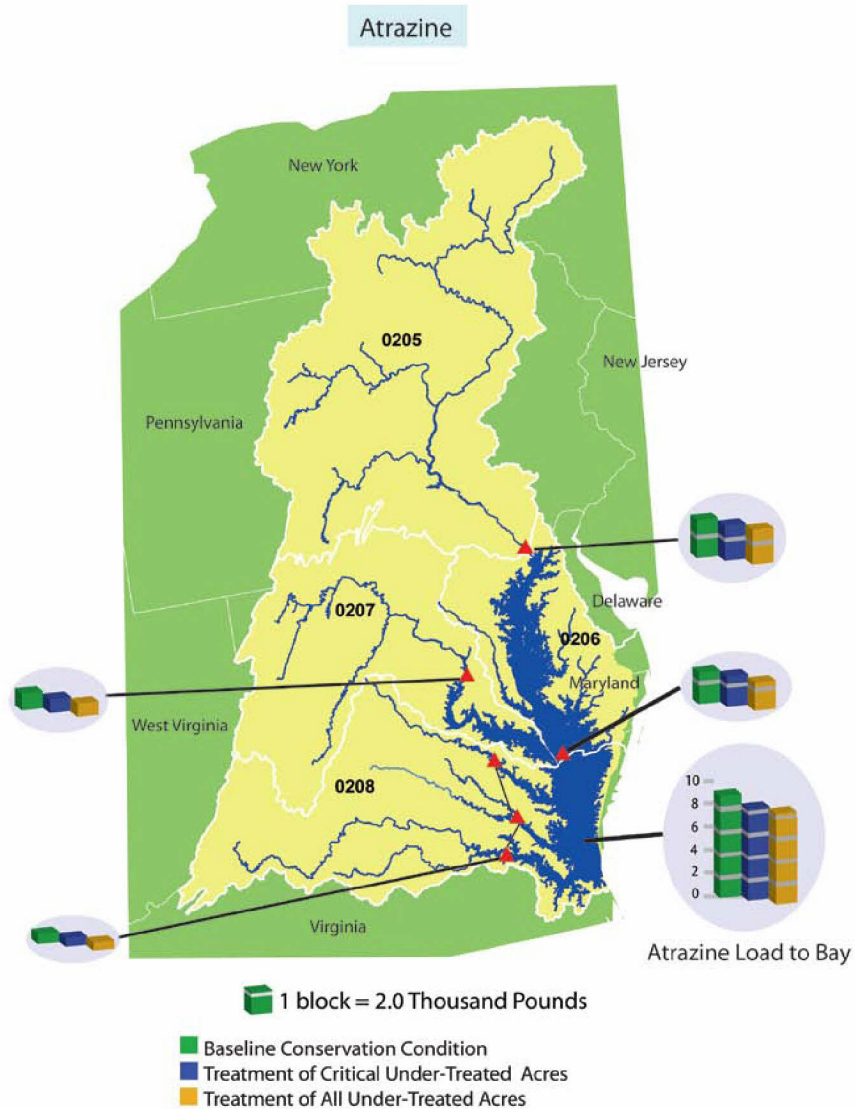 Atrazine
New York
0205
New Jersey
Pennsylvania
Delaware
0207
0206
Maryland
West Virginia
0208
10
8
6
4
2
0
Virginia
Atrazine Load to Bay
1 block = 2.0 Thousand Pounds
Baseline Conservation Condition
Treatment of Critical Under-Treated Acres
Treatment of All Under-Treated Acres